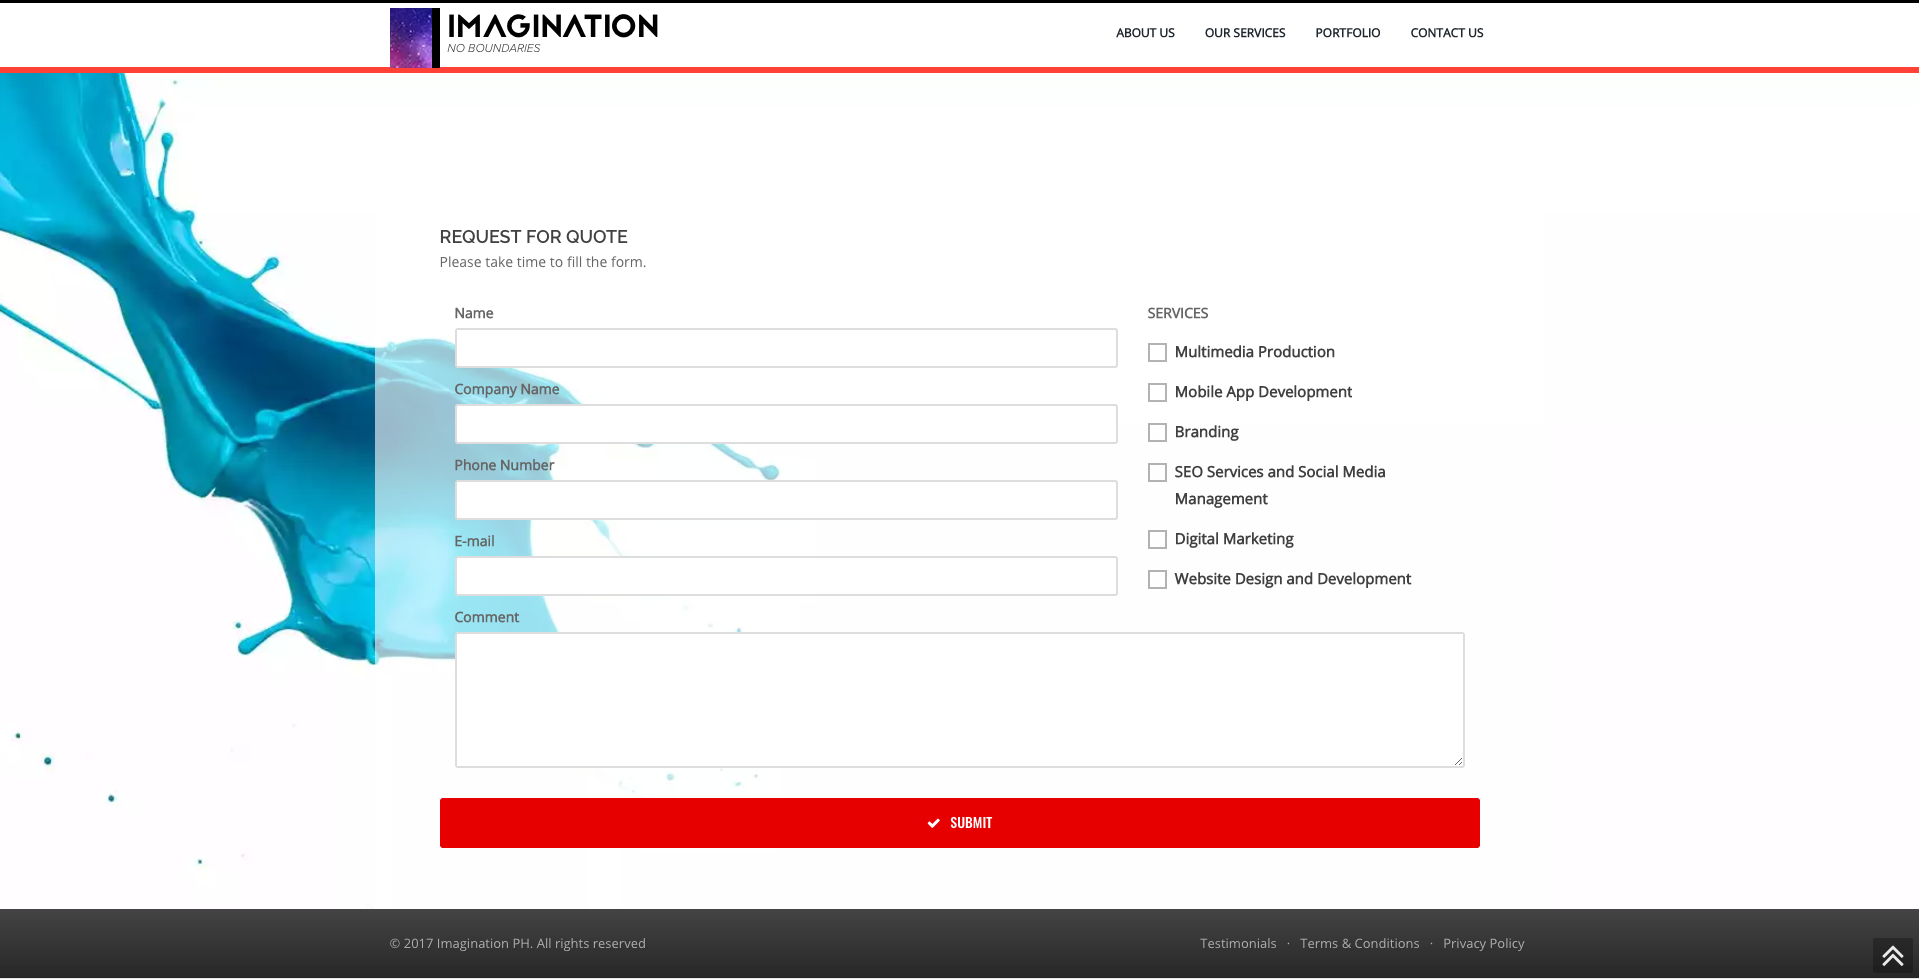 IMAGINATION
NO BOUNDARIES
ABOUT US
OUR SERVICES
PORTFOLIO
CONTACT US
REQUEST FOR QUOTE
Please take time to fill the form.
Name
Company Name
Phone Number
E-mail
Comment
SERVICES
Multimedia Production
Mobile App Development
Branding
SEO Services and Social Media
Management
Digital Marketing
Website Design and Development
SUBMIT
© 2017 Imagination PH. All rights reserved
Testimonials · Terms & Conditions · Privacy Policy